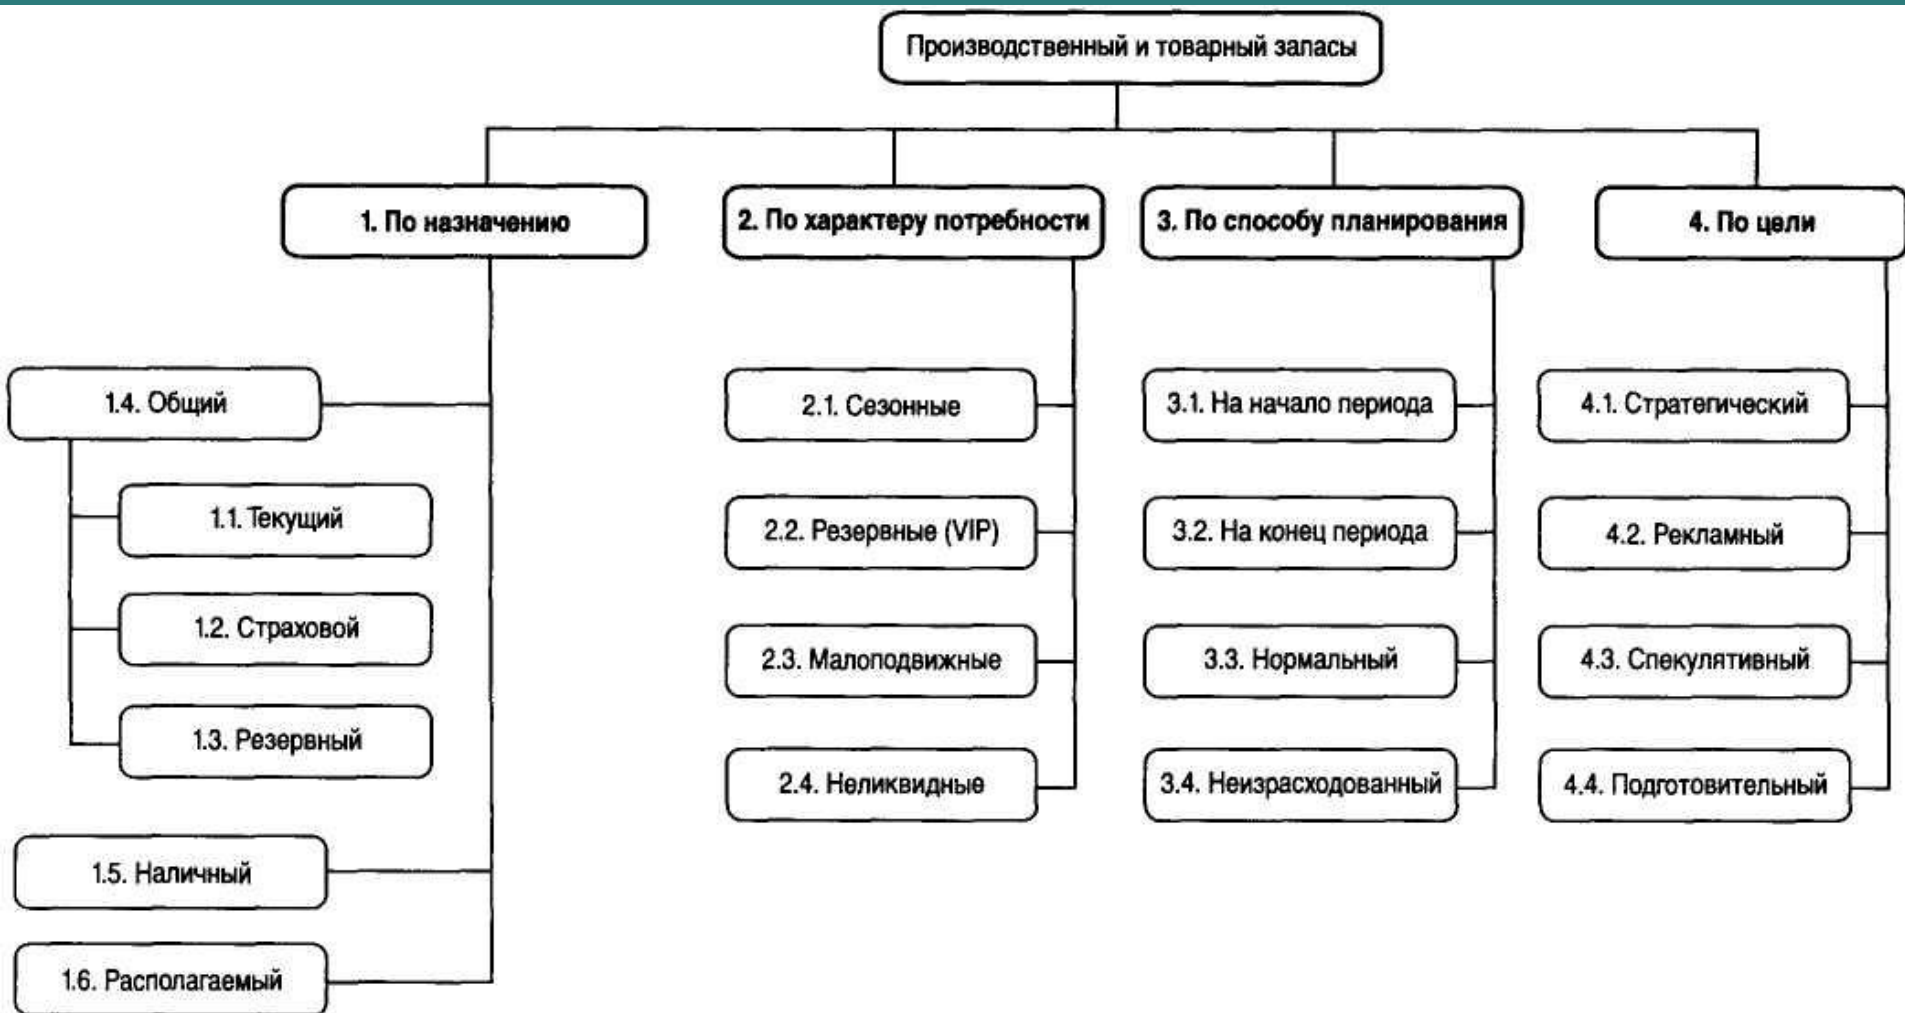 Производственный и товарный запасы
1. По назначению
2. По характеру потребности
3. По способу планирования
4. По цели
1.4. Общий
1.1. Текущий
1.2. Страховой
1.3. Резервный
1.5. Наличный
1.6. Располагаемый
2.1. Сезонные
2.2. Резервные (VIP)
2.3. Малоподвижные
2.4. Неликвидные
3.1. На начало периода
3.2. На конец периода
3.3. Нормальный
3.4. Неизрасходованный
4.1. Стратегический
4.2. Рекламный
4.3. Спекулятивный
4.4. Подготовительный